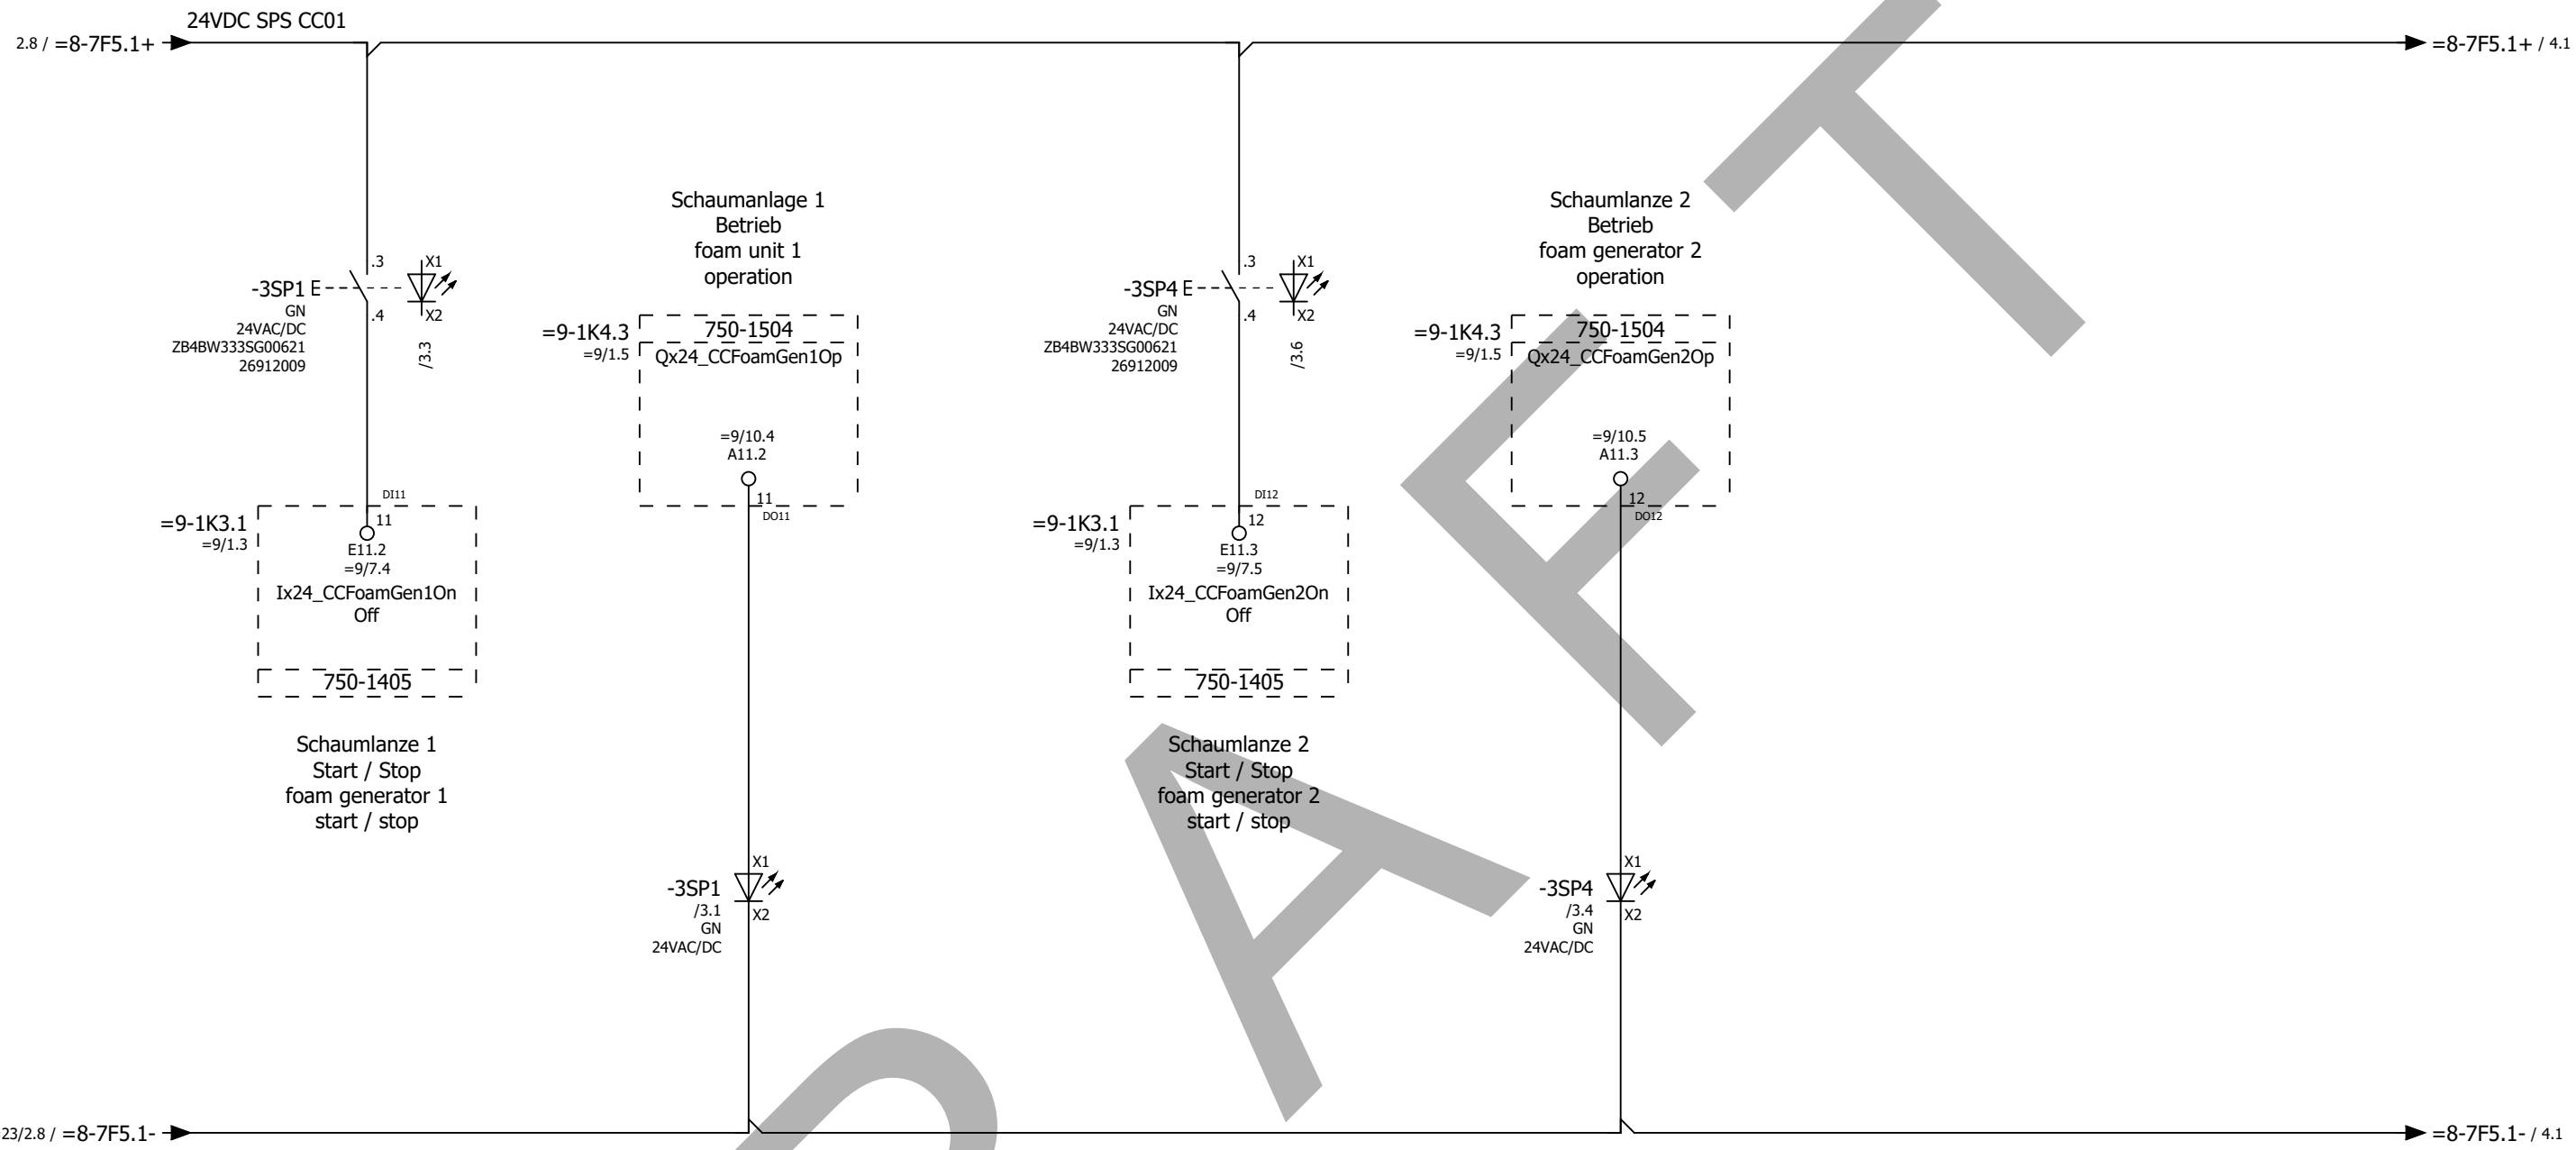 24VDC SPS CC01
2.8 / =8-7F5.1+
=8-7F5.1+ / 4.1
-3SP1
E
GN
24VAC/DC
ZB4BW333SG00621
26912009
.3
.4
X1
X2
/3.3
=9-1K3.1
=9/1.3
DI11
11
E11.2
=9/7.4
Ix24_CCFoamGen1On
Off
750-1405
Schaumlanze 1
Start / Stop
foam generator 1
start / stop
Schaumanlage 1
Betrieb
foam unit 1
operation
=9-1K4.3
=9/1.5
750-1504
Qx24_CCFoamGen1Op
=9/10.4
A11.2
11
DO11
-3SP1
/3.1
GN
24VAC/DC
X1
X2
-3SP4
E
GN
24VAC/DC
ZB4BW333SG00621
26912009
.3
.4
X1
X2
/3.6
=9-1K3.1
=9/1.3
DI12
12
E11.3
=9/7.5
Ix24_CCFoamGen2On
Off
750-1405
Schaumlanze 2
Start / Stop
foam generator 2
start / stop
Schaumlanze 2
Betrieb
foam generator 2
operation
=9-1K4.3
=9/1.5
750-1504
Qx24_CCFoamGen2Op
=9/10.5
A11.3
12
DO12
-3SP4
/3.4
GN
24VAC/DC
X1
X2
23/2.8 / =8-7F5.1-
=8-7F5.1- / 4.1
A F T